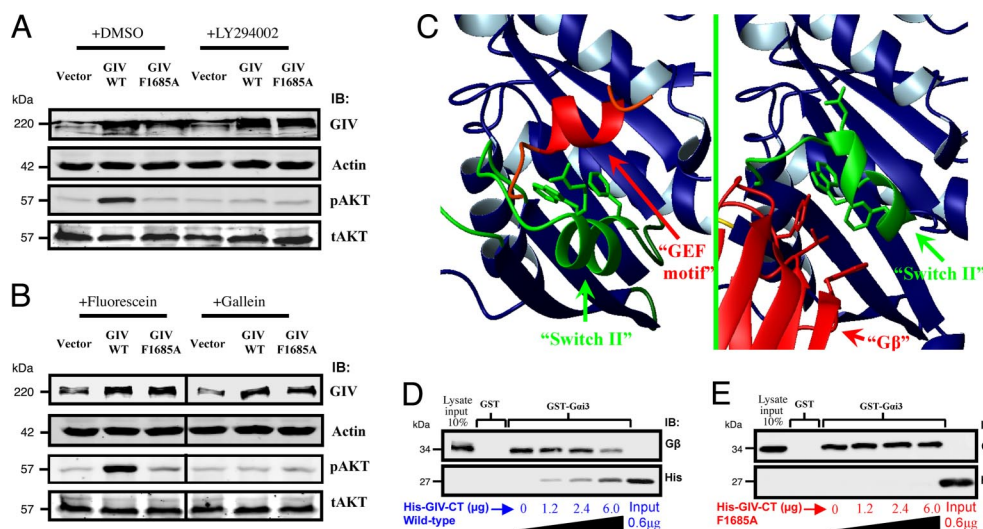 A
+DMSO +LY294002
Vector GIV WT GIV F1685A Vector GIV WT GIV F1685A
kDa IB:
220 GIV
42 Actin
57 pAKT
57 tAKT
B
+Fluorescein +Gallein
Vector GIV WT GIV F1685A Vector GIV WT GIV F1685A
kDa IB:
220 GIV
42 Actin
57 pAKT
57 tAKT
C
"GEF motif"
"Switch II"
"Switch II"
"Gβ"
D
Lysate input 10% GST GST-Gαi3
kDa IB:
34 Gβ
27 His
His-GIV-CT (µg) 0 1.2 2.4 6.0 Input
Wild-type 0.6µg
E
Lysate input 10% GST GST-Gαi3
kDa
34
27
His-GIV-CT (µg) 0 1.2 2.4 6.0 Input
F1685A 0.6µg